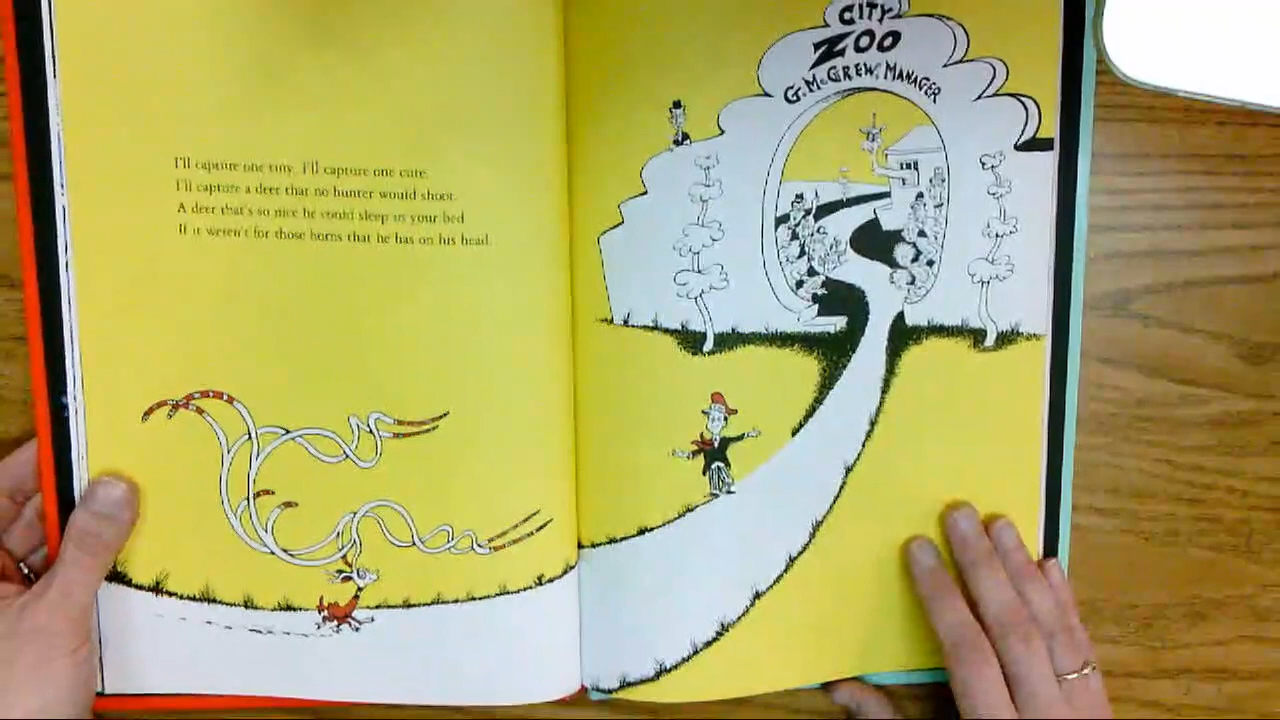 I'll capture one tiny. I'll capture one cute.
I'll capture a deer that no hunter would shoot.
A deer that's so nice he could sleep in your bed
If it weren't for those horns that he has on his head.
CITY
ZOO
G. McGREW, MANAGER